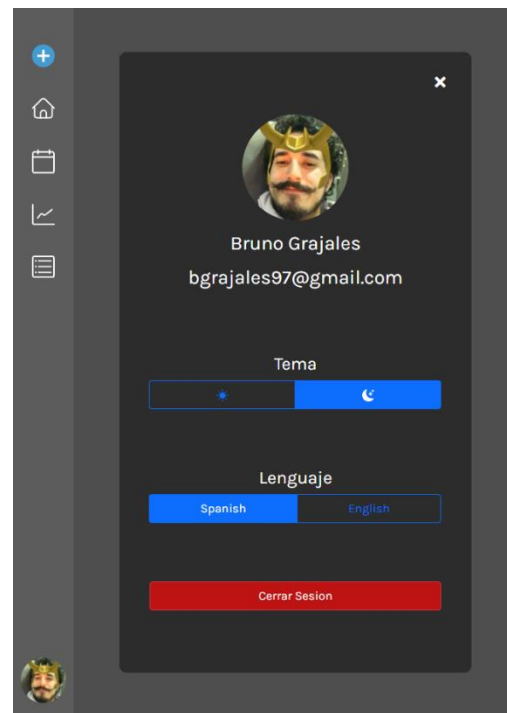 Bruno Grajales
bgrajales97@gmail.com
Tema
Lenguaje
Spanish English
Cerrar Sesion